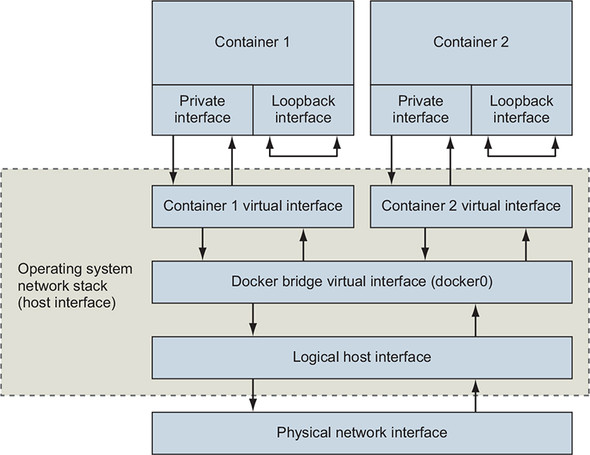 Container 1
Container 2
Private
interface
Loopback
interface
Private
interface
Loopback
interface
Container 1 virtual interface
Container 2 virtual interface
Operating system
network stack
(host interface)
Docker bridge virtual interface (docker0)
Logical host interface
Physical network interface